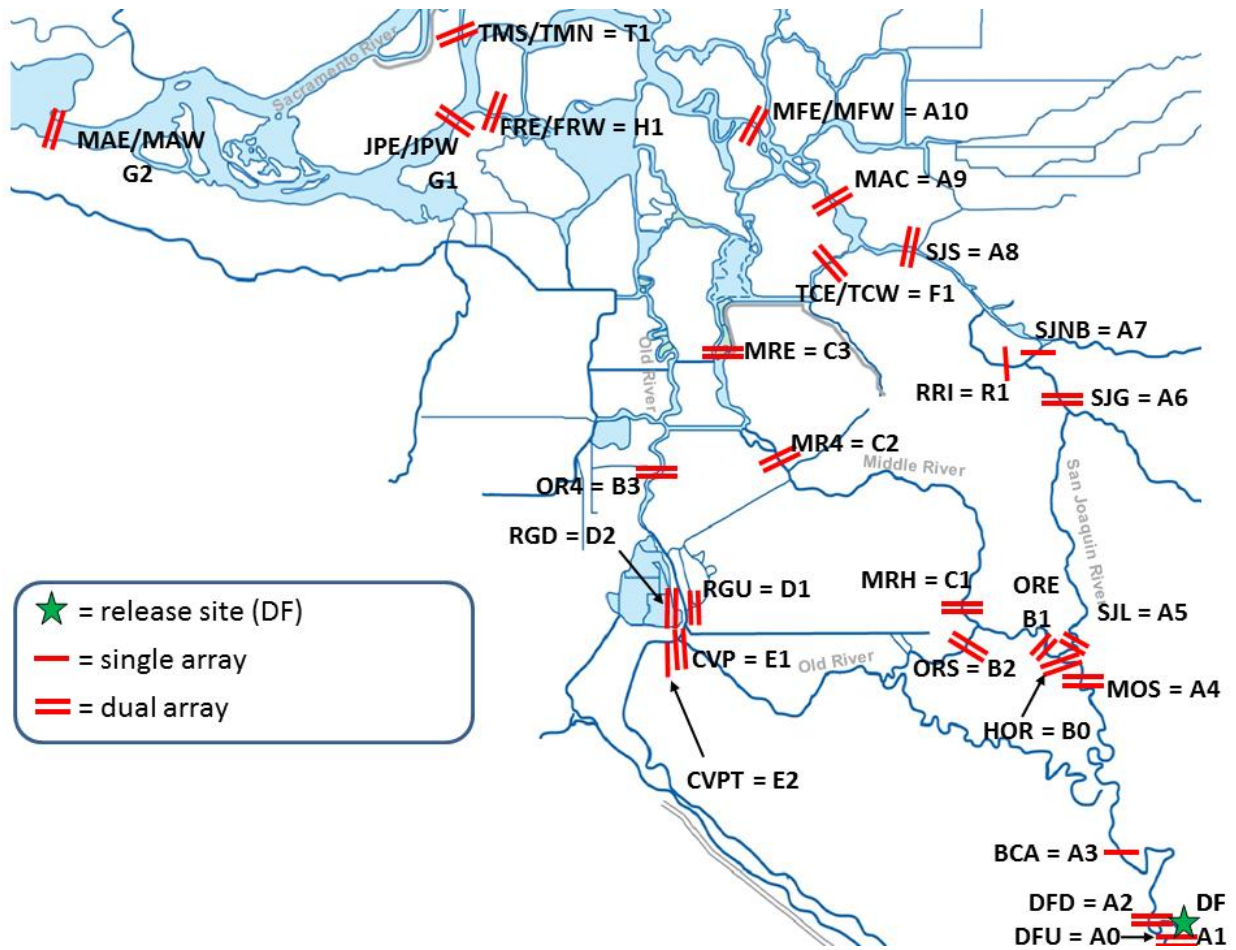 TMS/TMN = T1
Sacramento River
MAE/MAW
G2
JPE/JPW
G1
FRE/FRW = H1
MFE/MFW = A10
MAC = A9
SJS = A8
TCE/TCW = F1
SJNB = A7
RRI = R1
SJG = A6
Old River
MRE = C3
MR4 = C2
Middle River
OR4 = B3
San Joaquin River
RGD = D2
RGU = D1
MRH = C1
ORE
B1
SJL = A5
CVP = E1
Old River
ORS = B2
MOS = A4
HOR = B0
CVPT = E2
= release site (DF)
= single array
= dual array
BCA = A3
DFD = A2
DF
DFU = A0
A1